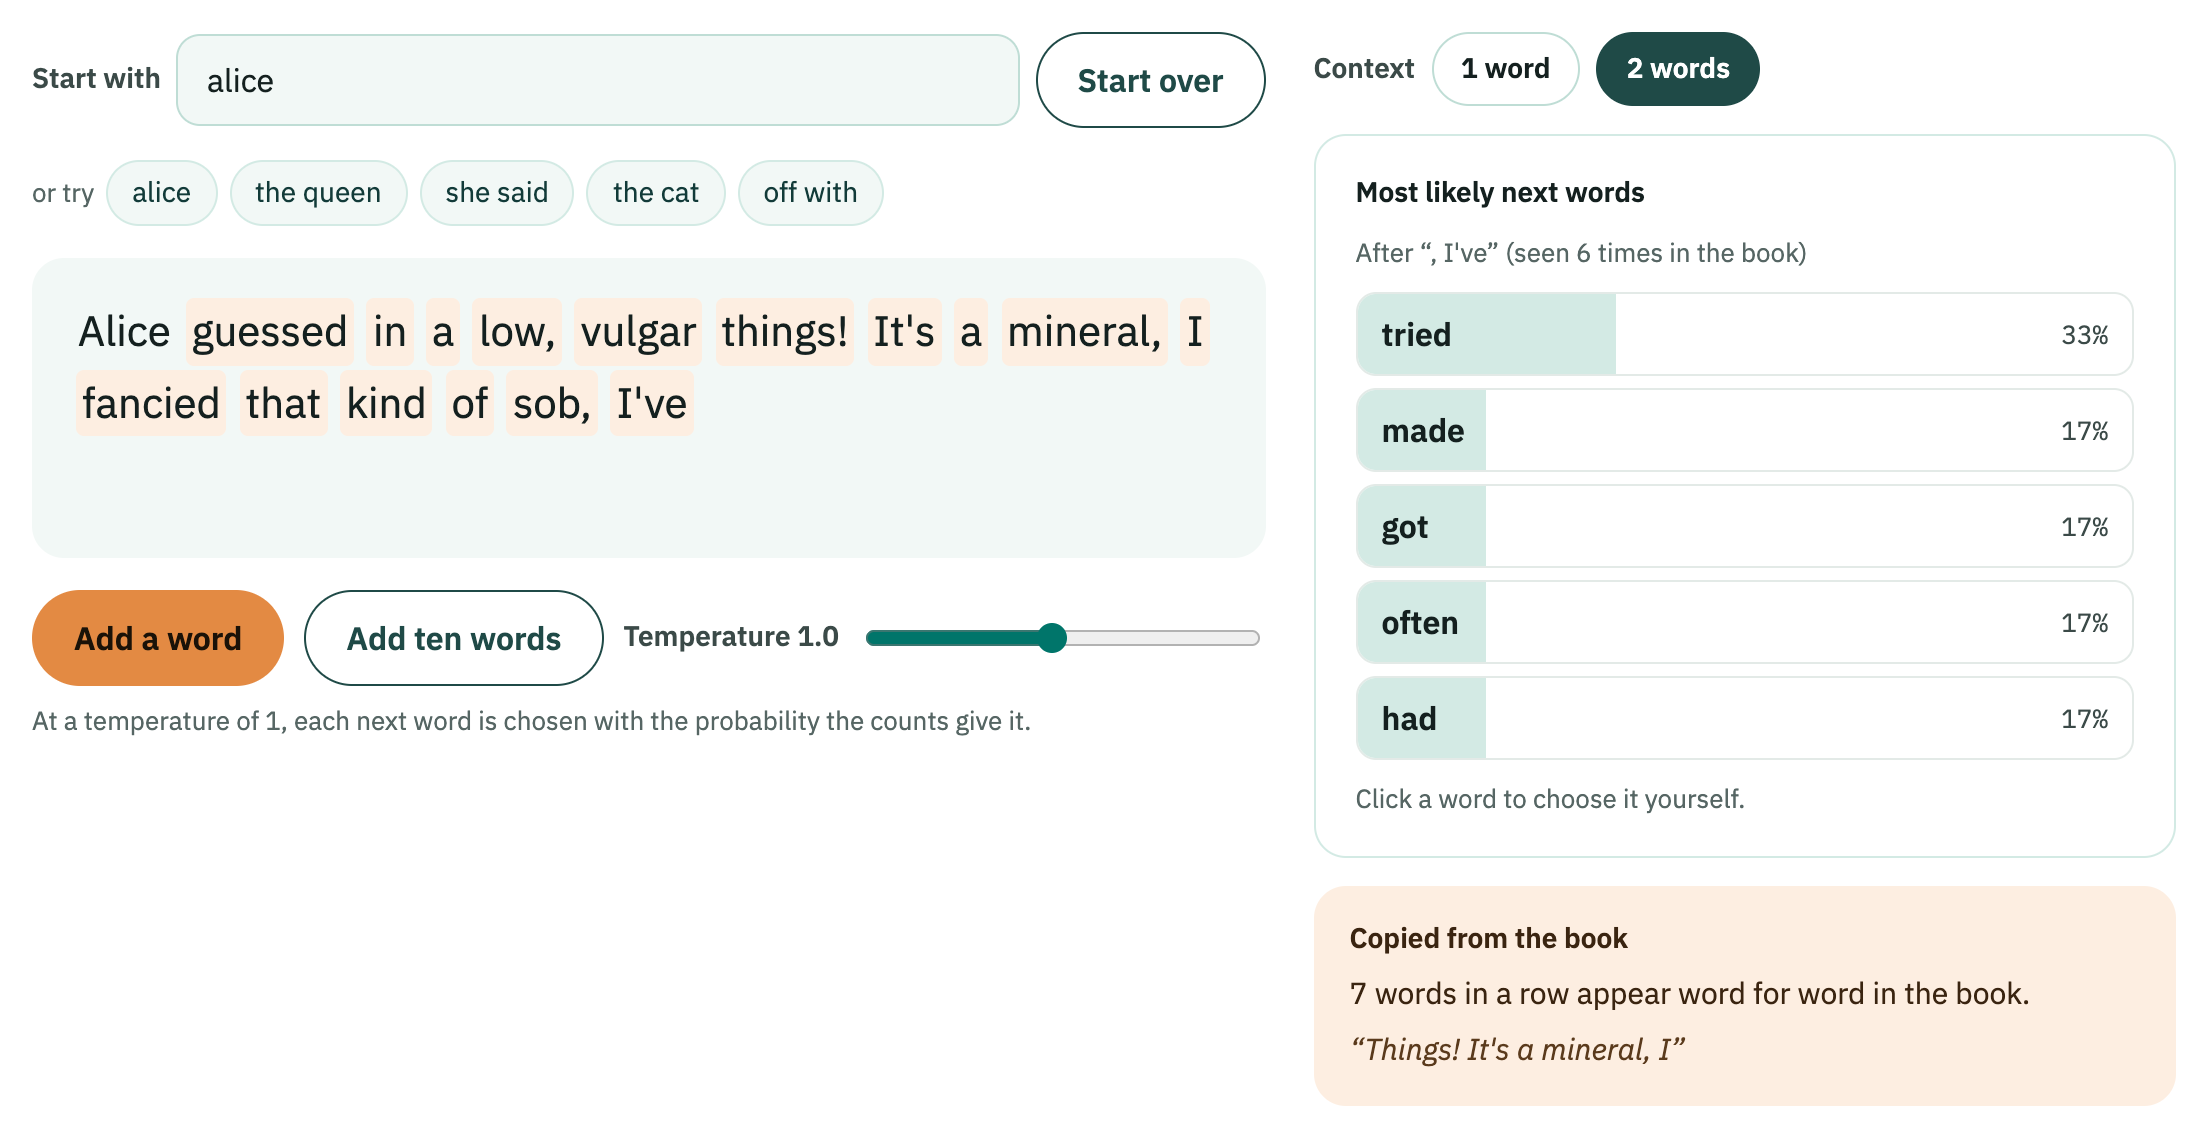 Start with
alice
Start over
or try
alice
the queen
she said
the cat
off with
Alice guessed in a low, vulgar things! It's a mineral, I
fancied that kind of sob, I've
Add a word
Add ten words
Temperature 1.0
At a temperature of 1, each next word is chosen with the probability the counts give it.
Context
1 word
2 words
Most likely next words
After “, I've” (seen 6 times in the book)
tried 33%
made 17%
got 17%
often 17%
had 17%
Click a word to choose it yourself.
Copied from the book
7 words in a row appear word for word in the book.
“Things! It's a mineral, I”